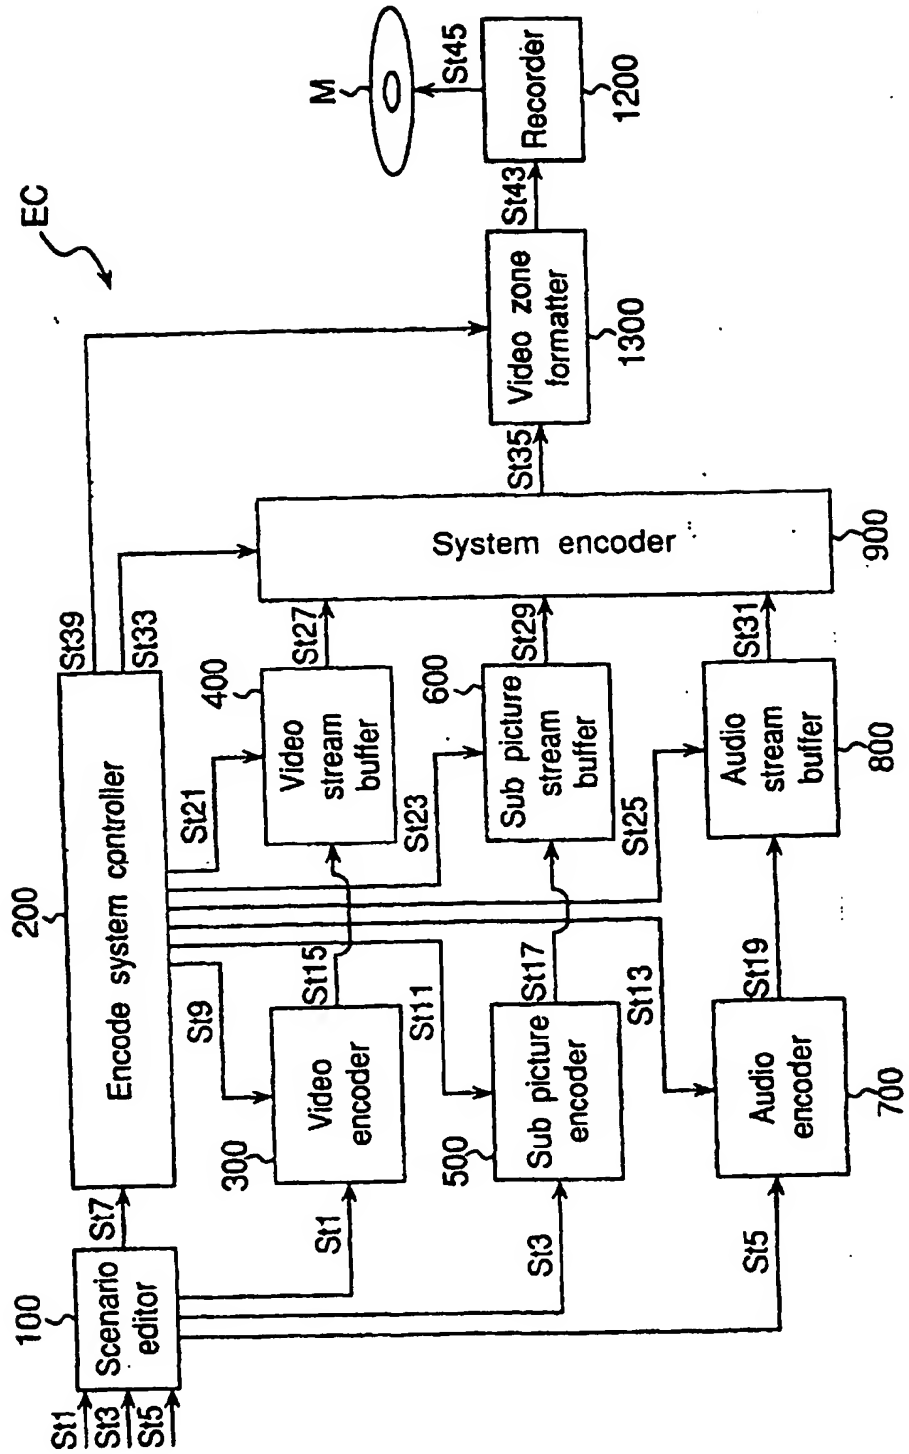 EC
St1
St3
St5
100
Scenario
editor
St7
200
Encode system controller
St39
St33
St9
St21
St11
St23
St13
St25
St1
300
Video
encoder
St15
400
Video
stream
buffer
St27
St3
500
Sub picture
encoder
St17
600
Sub picture
stream
buffer
St29
St5
700
Audio
encoder
St19
800
Audio
stream
buffer
St31
System encoder
900
St35
Video zone
formatter
1300
St43
Recorder
1200
St45
M